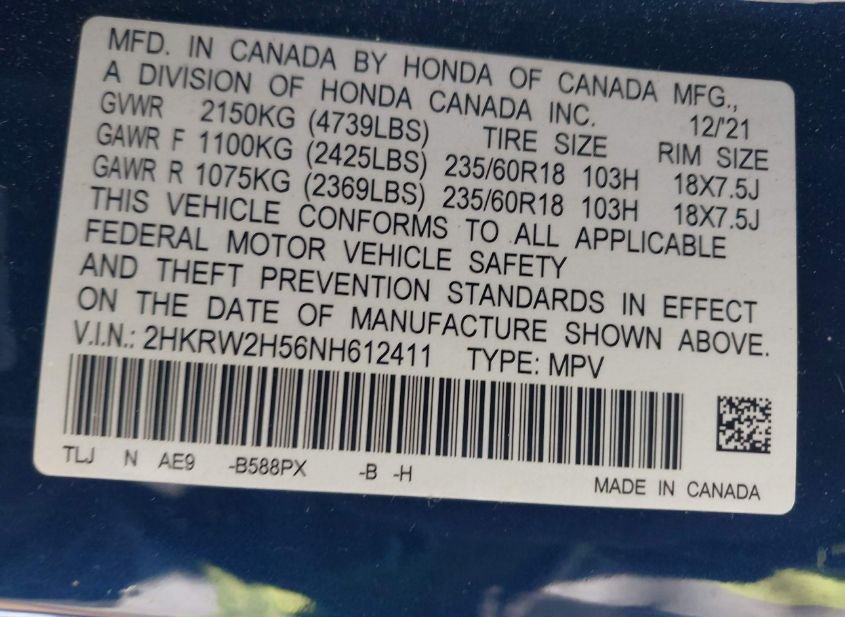 MFD. IN CANADA BY HONDA OF CANADA MFG.,
A DIVISION OF HONDA CANADA INC. 12/'21
GVWR 2150KG (4739LBS) TIRE SIZE RIM SIZE
GAWR F 1100KG (2425LBS) 235/60R18 103H 18X7.5J
GAWR R 1075KG (2369LBS) 235/60R18 103H 18X7.5J
THIS VEHICLE CONFORMS TO ALL APPLICABLE
FEDERAL MOTOR VEHICLE SAFETY
AND THEFT PREVENTION STANDARDS IN EFFECT
ON THE DATE OF MANUFACTURE SHOWN ABOVE.
V.I.N.: 2HKRW2H56NH612411 TYPE: MPV
TLJ N AE9 -B588PX -B -H
MADE IN CANADA